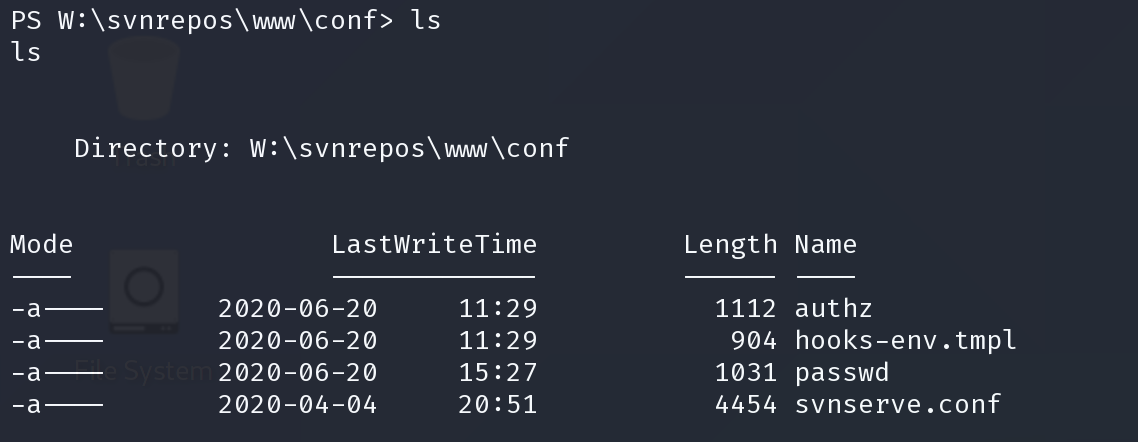 PS W:\svnrepos\www\conf> ls
ls
Directory: W:\svnrepos\www\conf
Mode LastWriteTime Length Name
---- ------------- ------ ----
-a---- 2020-06-20 11:29 1112 authz
-a---- 2020-06-20 11:29 904 hooks-env.tmpl
-a---- 2020-06-20 15:27 1031 passwd
-a---- 2020-04-04 20:51 4454 svnserve.conf
Trash
File System